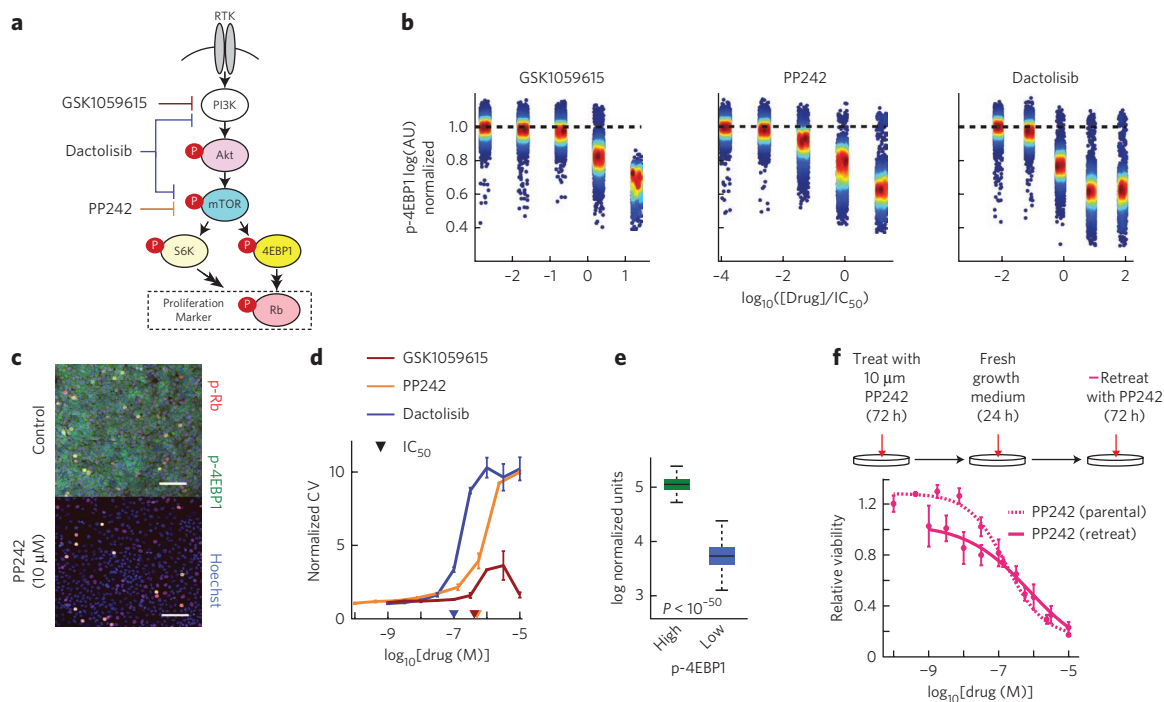 a
RTK
GSK1059615
PI3K
Dactolisib
P
Akt
P
mTOR
PP242
P
S6K
P
4EBP1
Proliferation
Marker
P
Rb
b
GSK1059615
PP242
Dactolisib
p-4EBP1 log(AU)
normalized
1.0
0.8
0.6
0.4
−2
−1
0
1
−4
−2
0
−2
−1
0
1
2
log10([Drug]/IC50)
c
Control
PP242
(10 μM)
p-Rb
p-4EBP1
Hoechst
d
GSK1059615
PP242
Dactolisib
IC50
Normalized CV
10
5
0
−9
−7
−5
log10[drug (M)]
e
log normalized units
5
4
3
P < 10−50
High
Low
p-4EBP1
f
Treat with
10 μm
PP242
(72 h)
Fresh
growth
medium
(24 h)
Retreat
with PP242
(72 h)
PP242 (parental)
PP242 (retreat)
Relative viability
1.2
0.8
0.4
0
−9
−7
−5
log10[drug (M)]